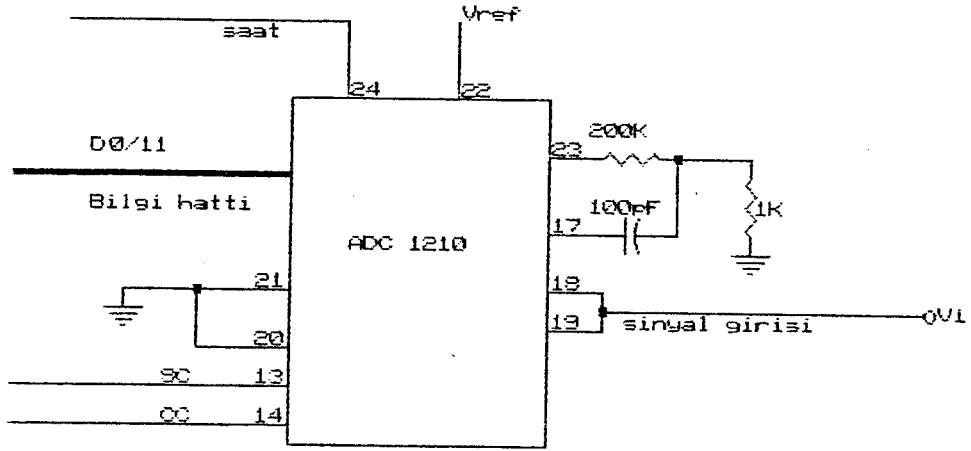 Vref
saat
24
22
D0/11
200K
23
Bilgi hatti
100pF
1K
17
ADC 1210
21
18
19
sinyal girisi
Vi
20
SC
13
CC
14